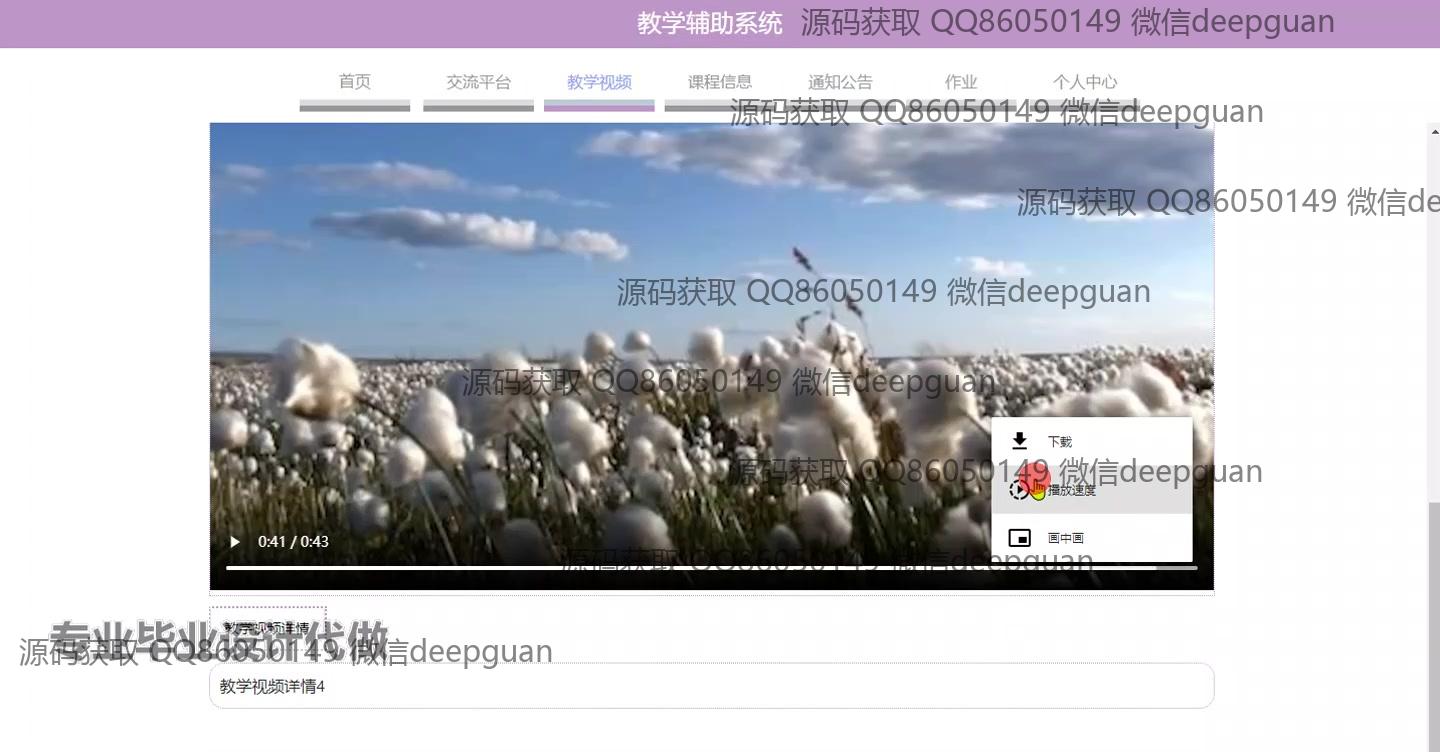 教学辅助系统 源码获取 QQ86050149 微信deepguan
首页 交流平台 教学视频 课程信息 通知公告 作业 个人中心
源码获取 QQ86050149 微信deepguan
源码获取 QQ86050149 微信de
源码获取 QQ86050149 微信deepguan
源码获取 QQ86050149 微信deepguan
下载
源码获取 QQ86050149 微信deepguan
播放速度
画中画
0:41 / 0:43
源码获取 QQ86050149 微信deepguan
教学视频详情
专业毕业设计代做
源码获取 QQ86050149 微信deepguan
教学视频详情4